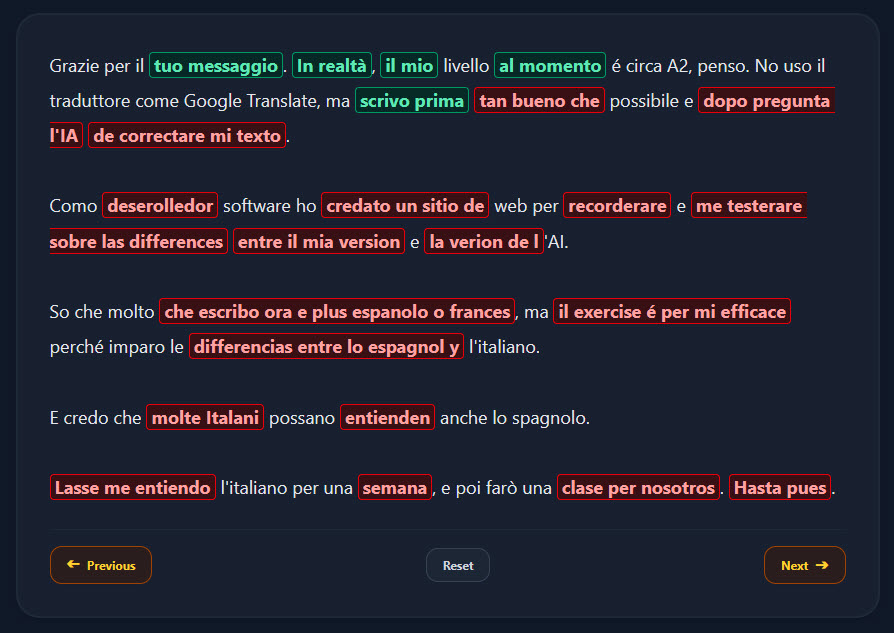 Grazie per il tuo messaggio. In realtà, il mio livello al momento é circa A2, penso. No uso il
traduttore come Google Translate, ma scrivo prima tan bueno che possibile e dopo pregunta
l'IA de correctare mi texto.
Como deserolledor software ho credato un sitio de web per recorderare e me testerare
sobre las differences entre il mia version e la verion de l'AI.
So che molto che escribo ora e plus espanolo o frances, ma il exercise é per mi efficace
perché imparo le differencias entre lo espagnol y l'italiano.
E credo che molte Italani possano entienden anche lo spagnolo.
Lasse me entiendo l'italiano per una semana, e poi farò una clase per nosotros. Hasta pues.
← Previous
Reset
Next →